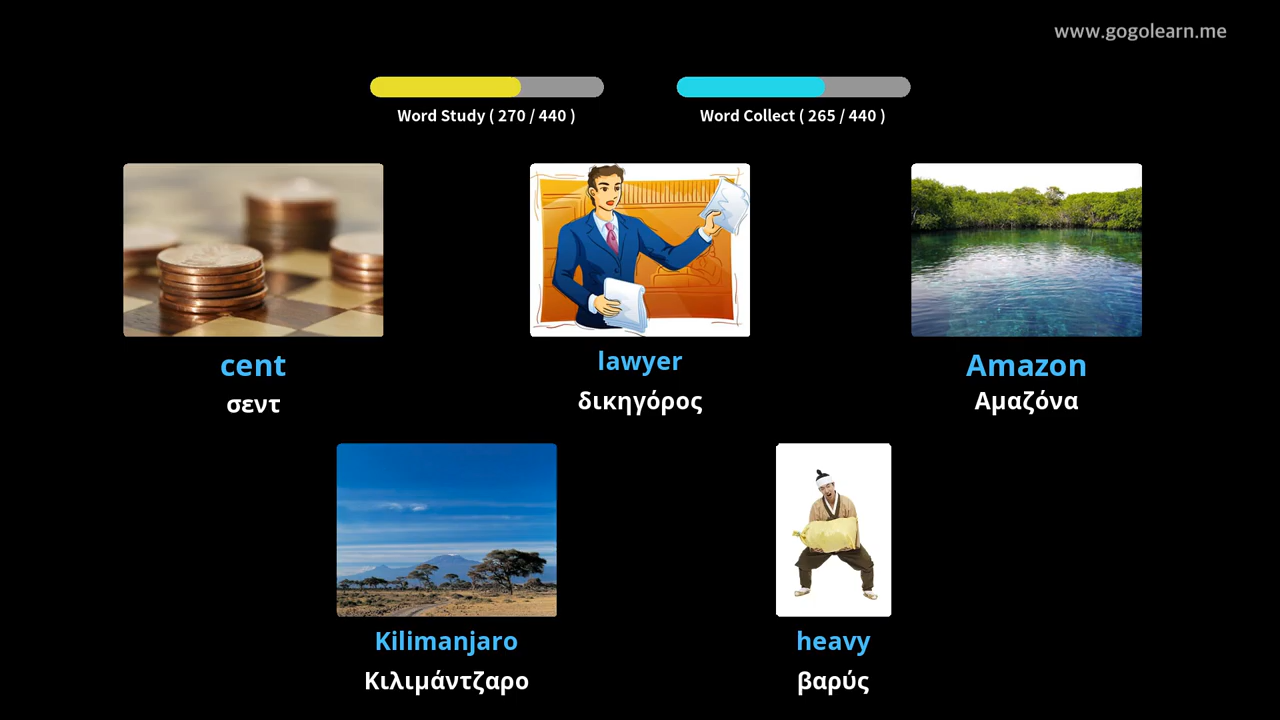 www.gogolearn.me
Word Study ( 270 / 440 )
Word Collect ( 265 / 440 )
cent
σεντ
lawyer
δικηγόρος
Amazon
Αμαζόνα
Kilimanjaro
Κιλιμάντζαρο
heavy
βαρύς